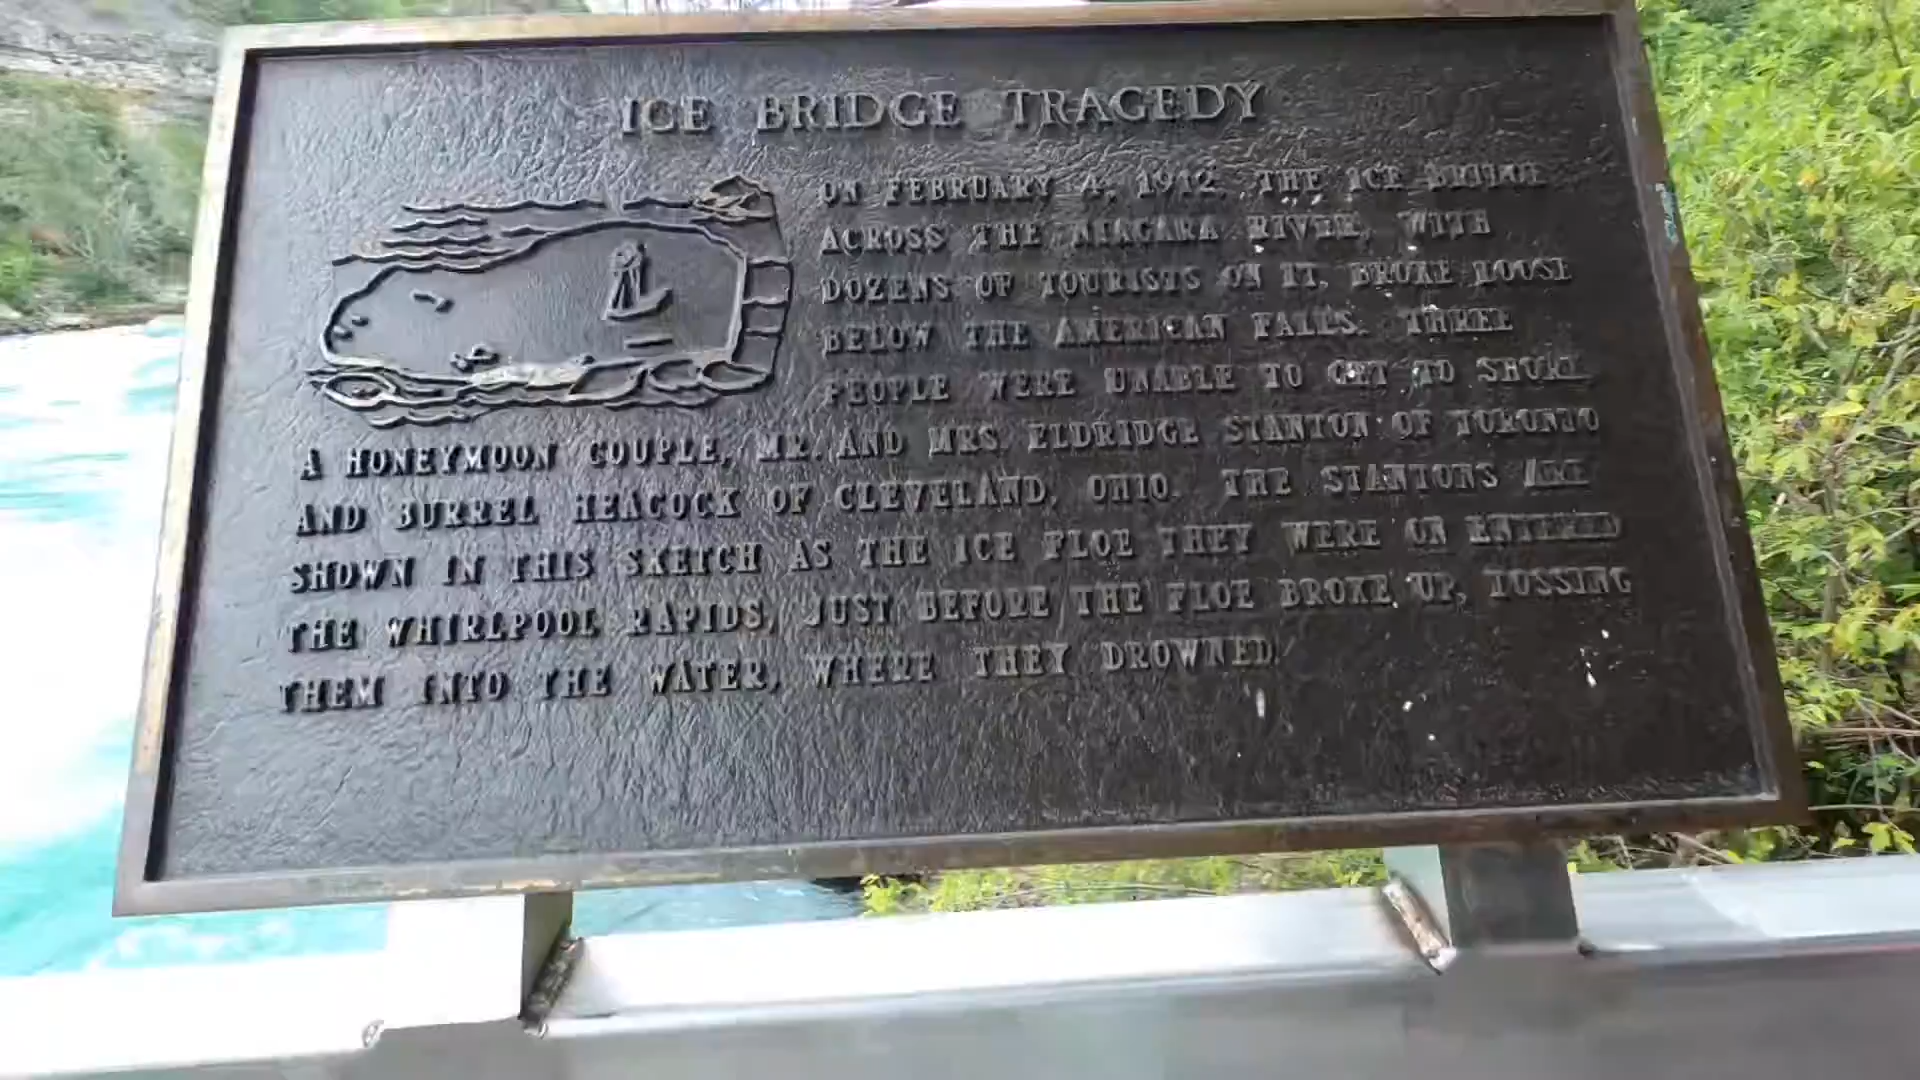 ICE BRIDGE TRAGEDY
ON FEBRUARY 4, 1912, THE ICE BRIDGE
ACROSS THE NIAGARA RIVER, WITH
DOZENS OF TOURISTS ON IT, BROKE LOOSE
BELOW THE AMERICAN FALLS. THREE
PEOPLE WERE UNABLE TO GET TO SHORE,
A HONEYMOON COUPLE, MR. AND MRS. ELDRIDGE STANTON OF TORONTO
AND BURREL HEACOCK OF CLEVELAND, OHIO. THE STANTONS ARE
SHOWN IN THIS SKETCH AS THE ICE FLOE THEY WERE ON ENTERED
THE WHIRLPOOL RAPIDS, JUST BEFORE THE FLOE BROKE UP, TOSSING
THEM INTO THE WATER, WHERE THEY DROWNED.